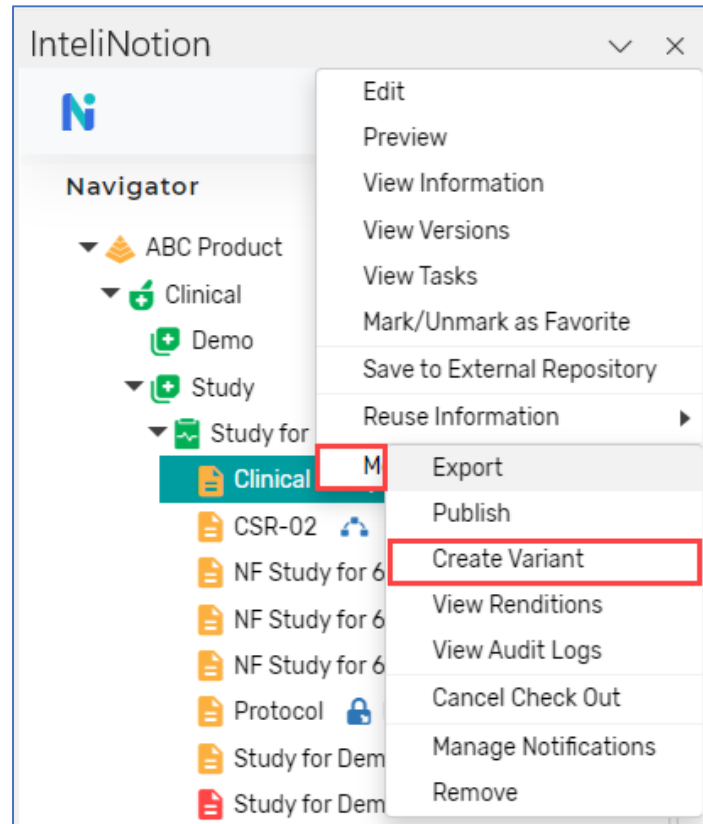 InteliNotion
Navigator
ABC Product
Clinical
Demo
Study
Study for
Clinical
CSR-02
NF Study for 6
NF Study for 6
NF Study for 6
Protocol
Study for Dem
Study for Dem
Edit
Preview
View Information
View Versions
View Tasks
Mark/Unmark as Favorite
Save to External Repository
Reuse Information
M
Export
Publish
Create Variant
View Renditions
View Audit Logs
Cancel Check Out
Manage Notifications
Remove